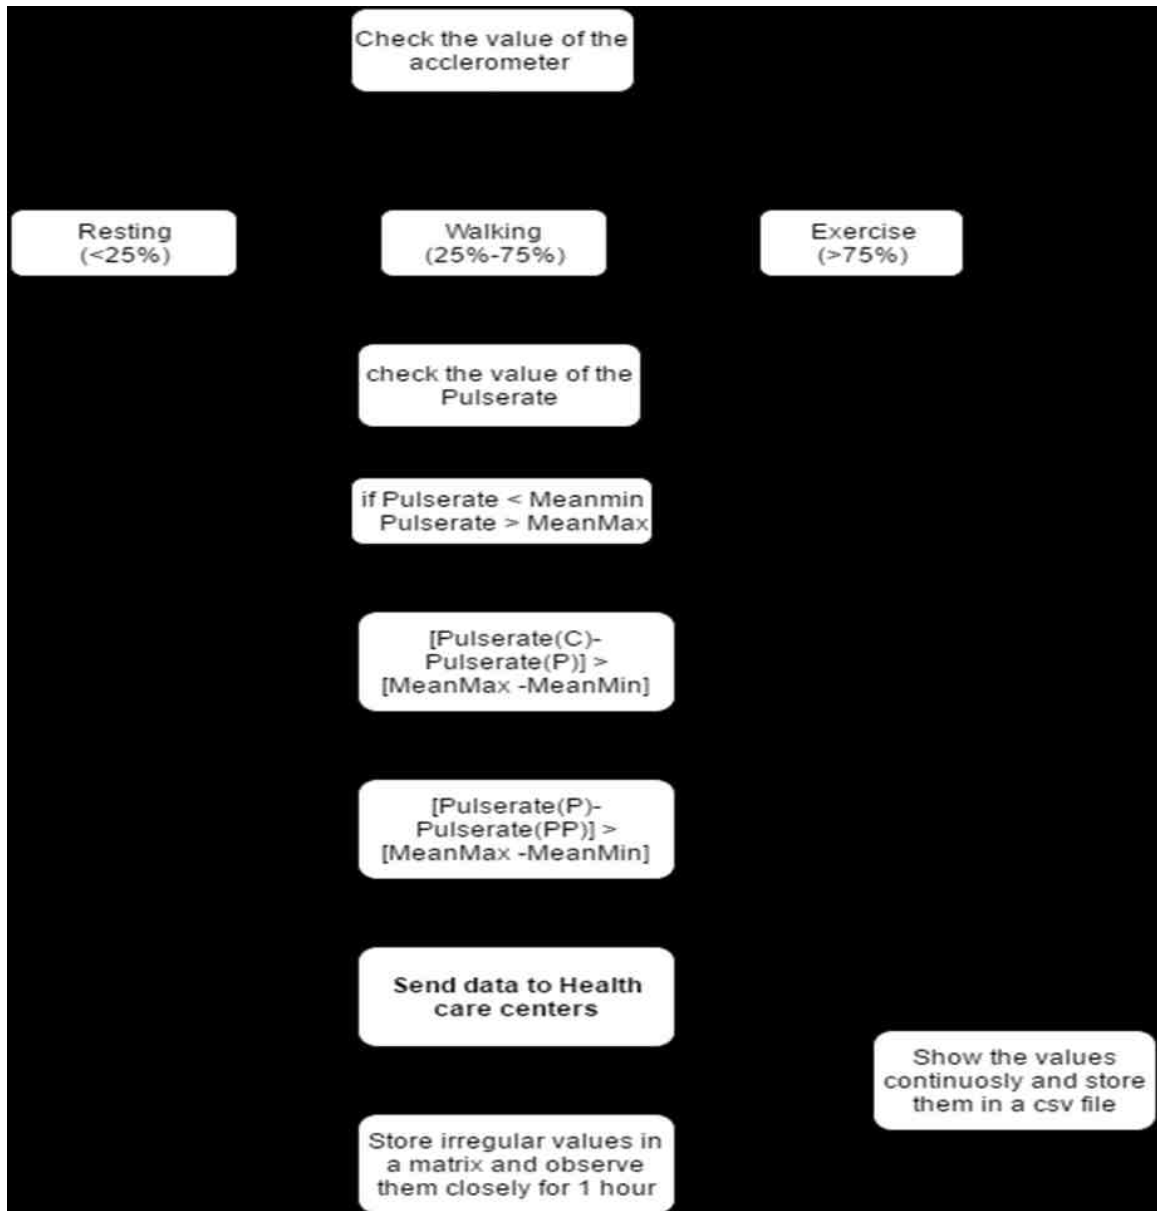 Check the value of the
acclerometer
Resting
(<25%)
Walking
(25%-75%)
Exercise
(>75%)
check the value of the
Pulserate
if Pulserate < Meanmin
Pulserate > MeanMax
[Pulserate(C)-
Pulserate(P)] >
[MeanMax -MeanMin]
[Pulserate(P)-
Pulserate(PP)] >
[MeanMax -MeanMin]
Send data to Health
care centers
Show the values
continuosly and store
them in a csv file
Store irregular values in
a matrix and observe
them closely for 1 hour